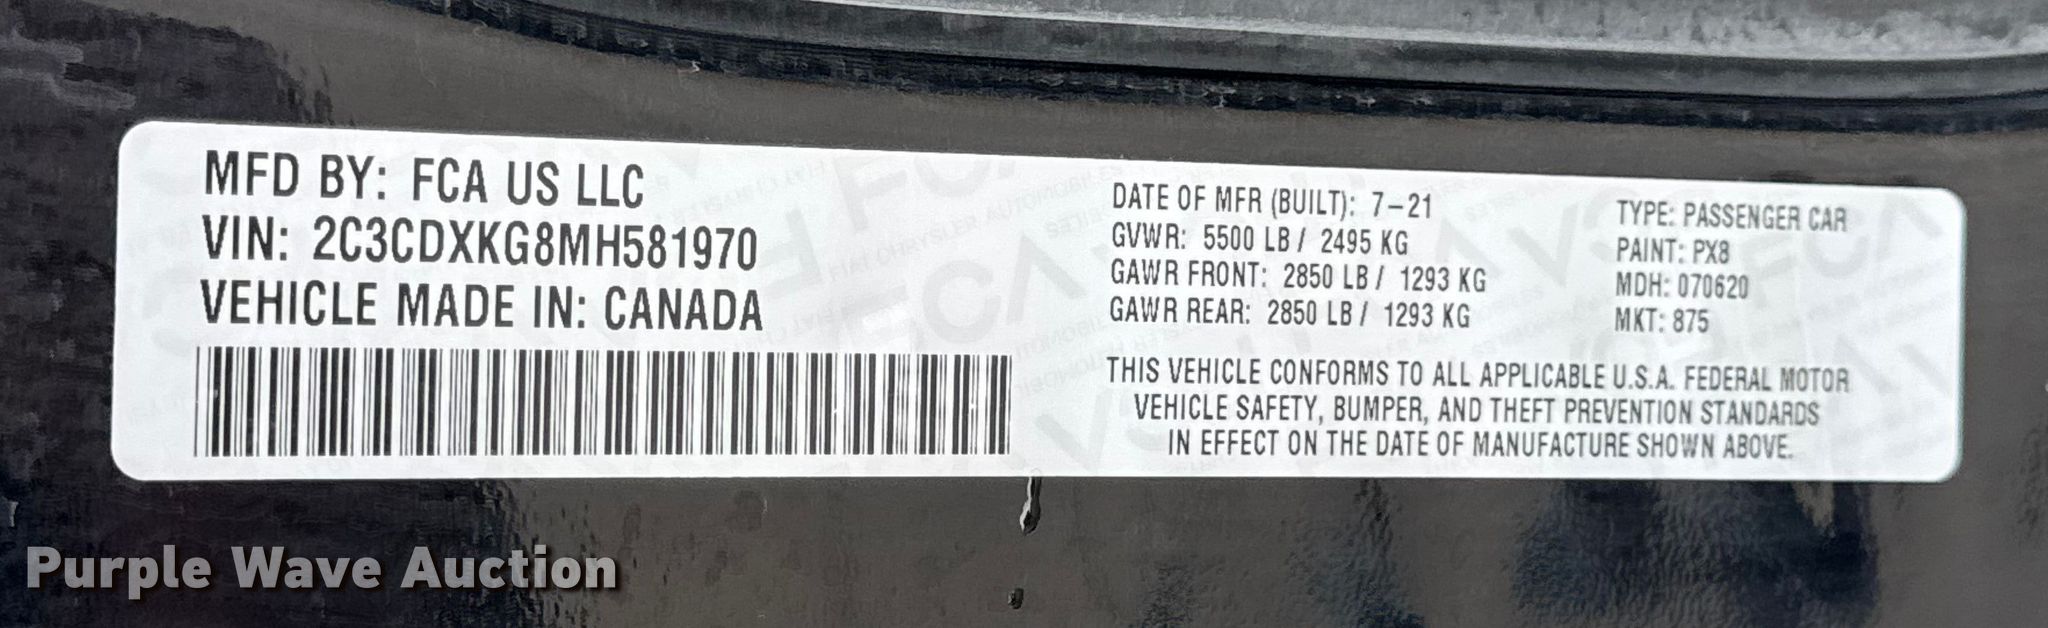 MFD BY: FCA US LLC
VIN: 2C3CDXKG8MH581970
VEHICLE MADE IN: CANADA
DATE OF MFR (BUILT): 7-21
GVWR: 5500 LB / 2495 KG
GAWR FRONT: 2850 LB / 1293 KG
GAWR REAR: 2850 LB / 1293 KG
TYPE: PASSENGER CAR
PAINT: PX8
MDH: 070620
MKT: 875
THIS VEHICLE CONFORMS TO ALL APPLICABLE U.S.A. FEDERAL MOTOR
VEHICLE SAFETY, BUMPER, AND THEFT PREVENTION STANDARDS
IN EFFECT ON THE DATE OF MANUFACTURE SHOWN ABOVE.
Purple Wave Auction